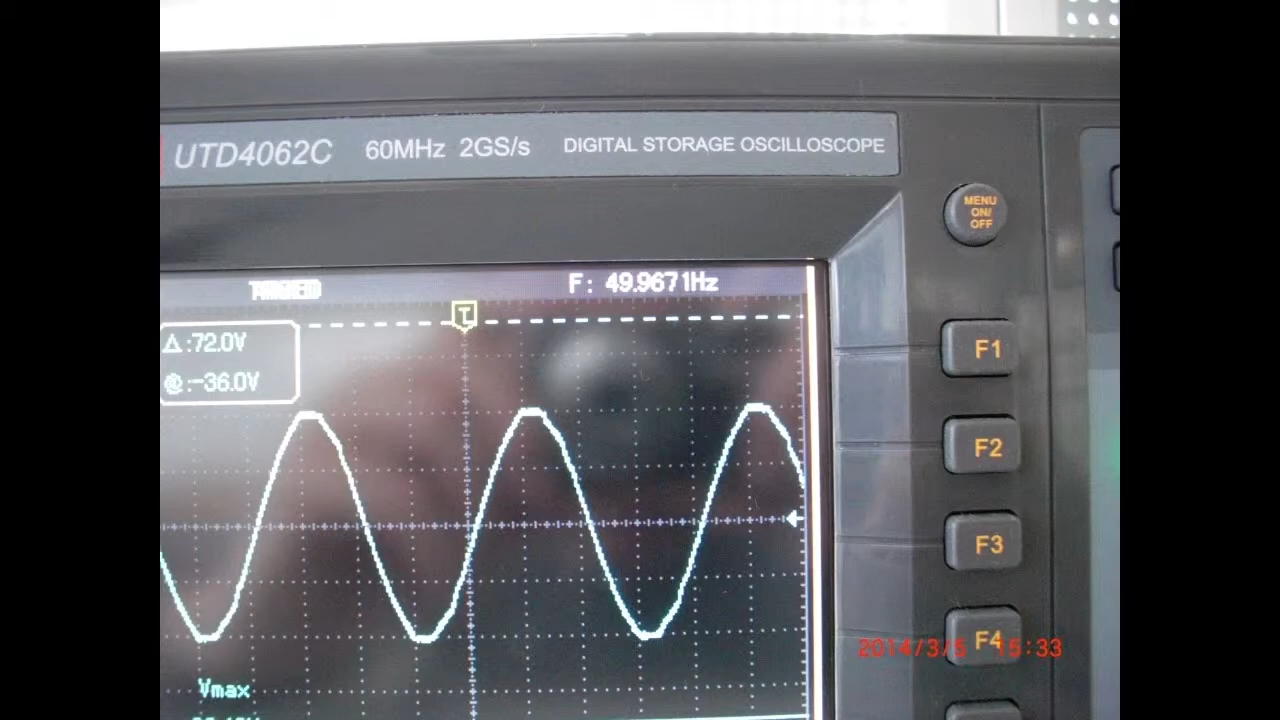 UTD4062C 60MHz 2GS/s DIGITAL STORAGE OSCILLOSCOPE
MENU
ON/
OFF
F: 49.9671Hz
T
Δ:72.0V
@:-36.0V
F1
F2
F3
F4
2014/3/5 15:33
Vmax